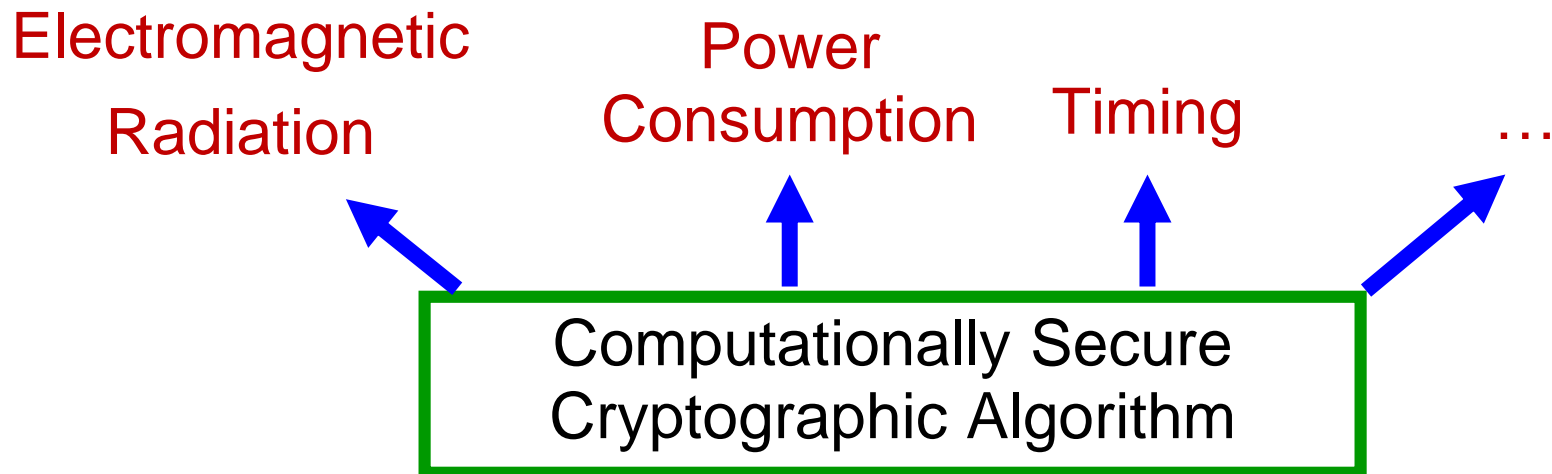 Electromagnetic
Radiation
Power
Consumption
Timing
…
Computationally Secure
Cryptographic Algorithm